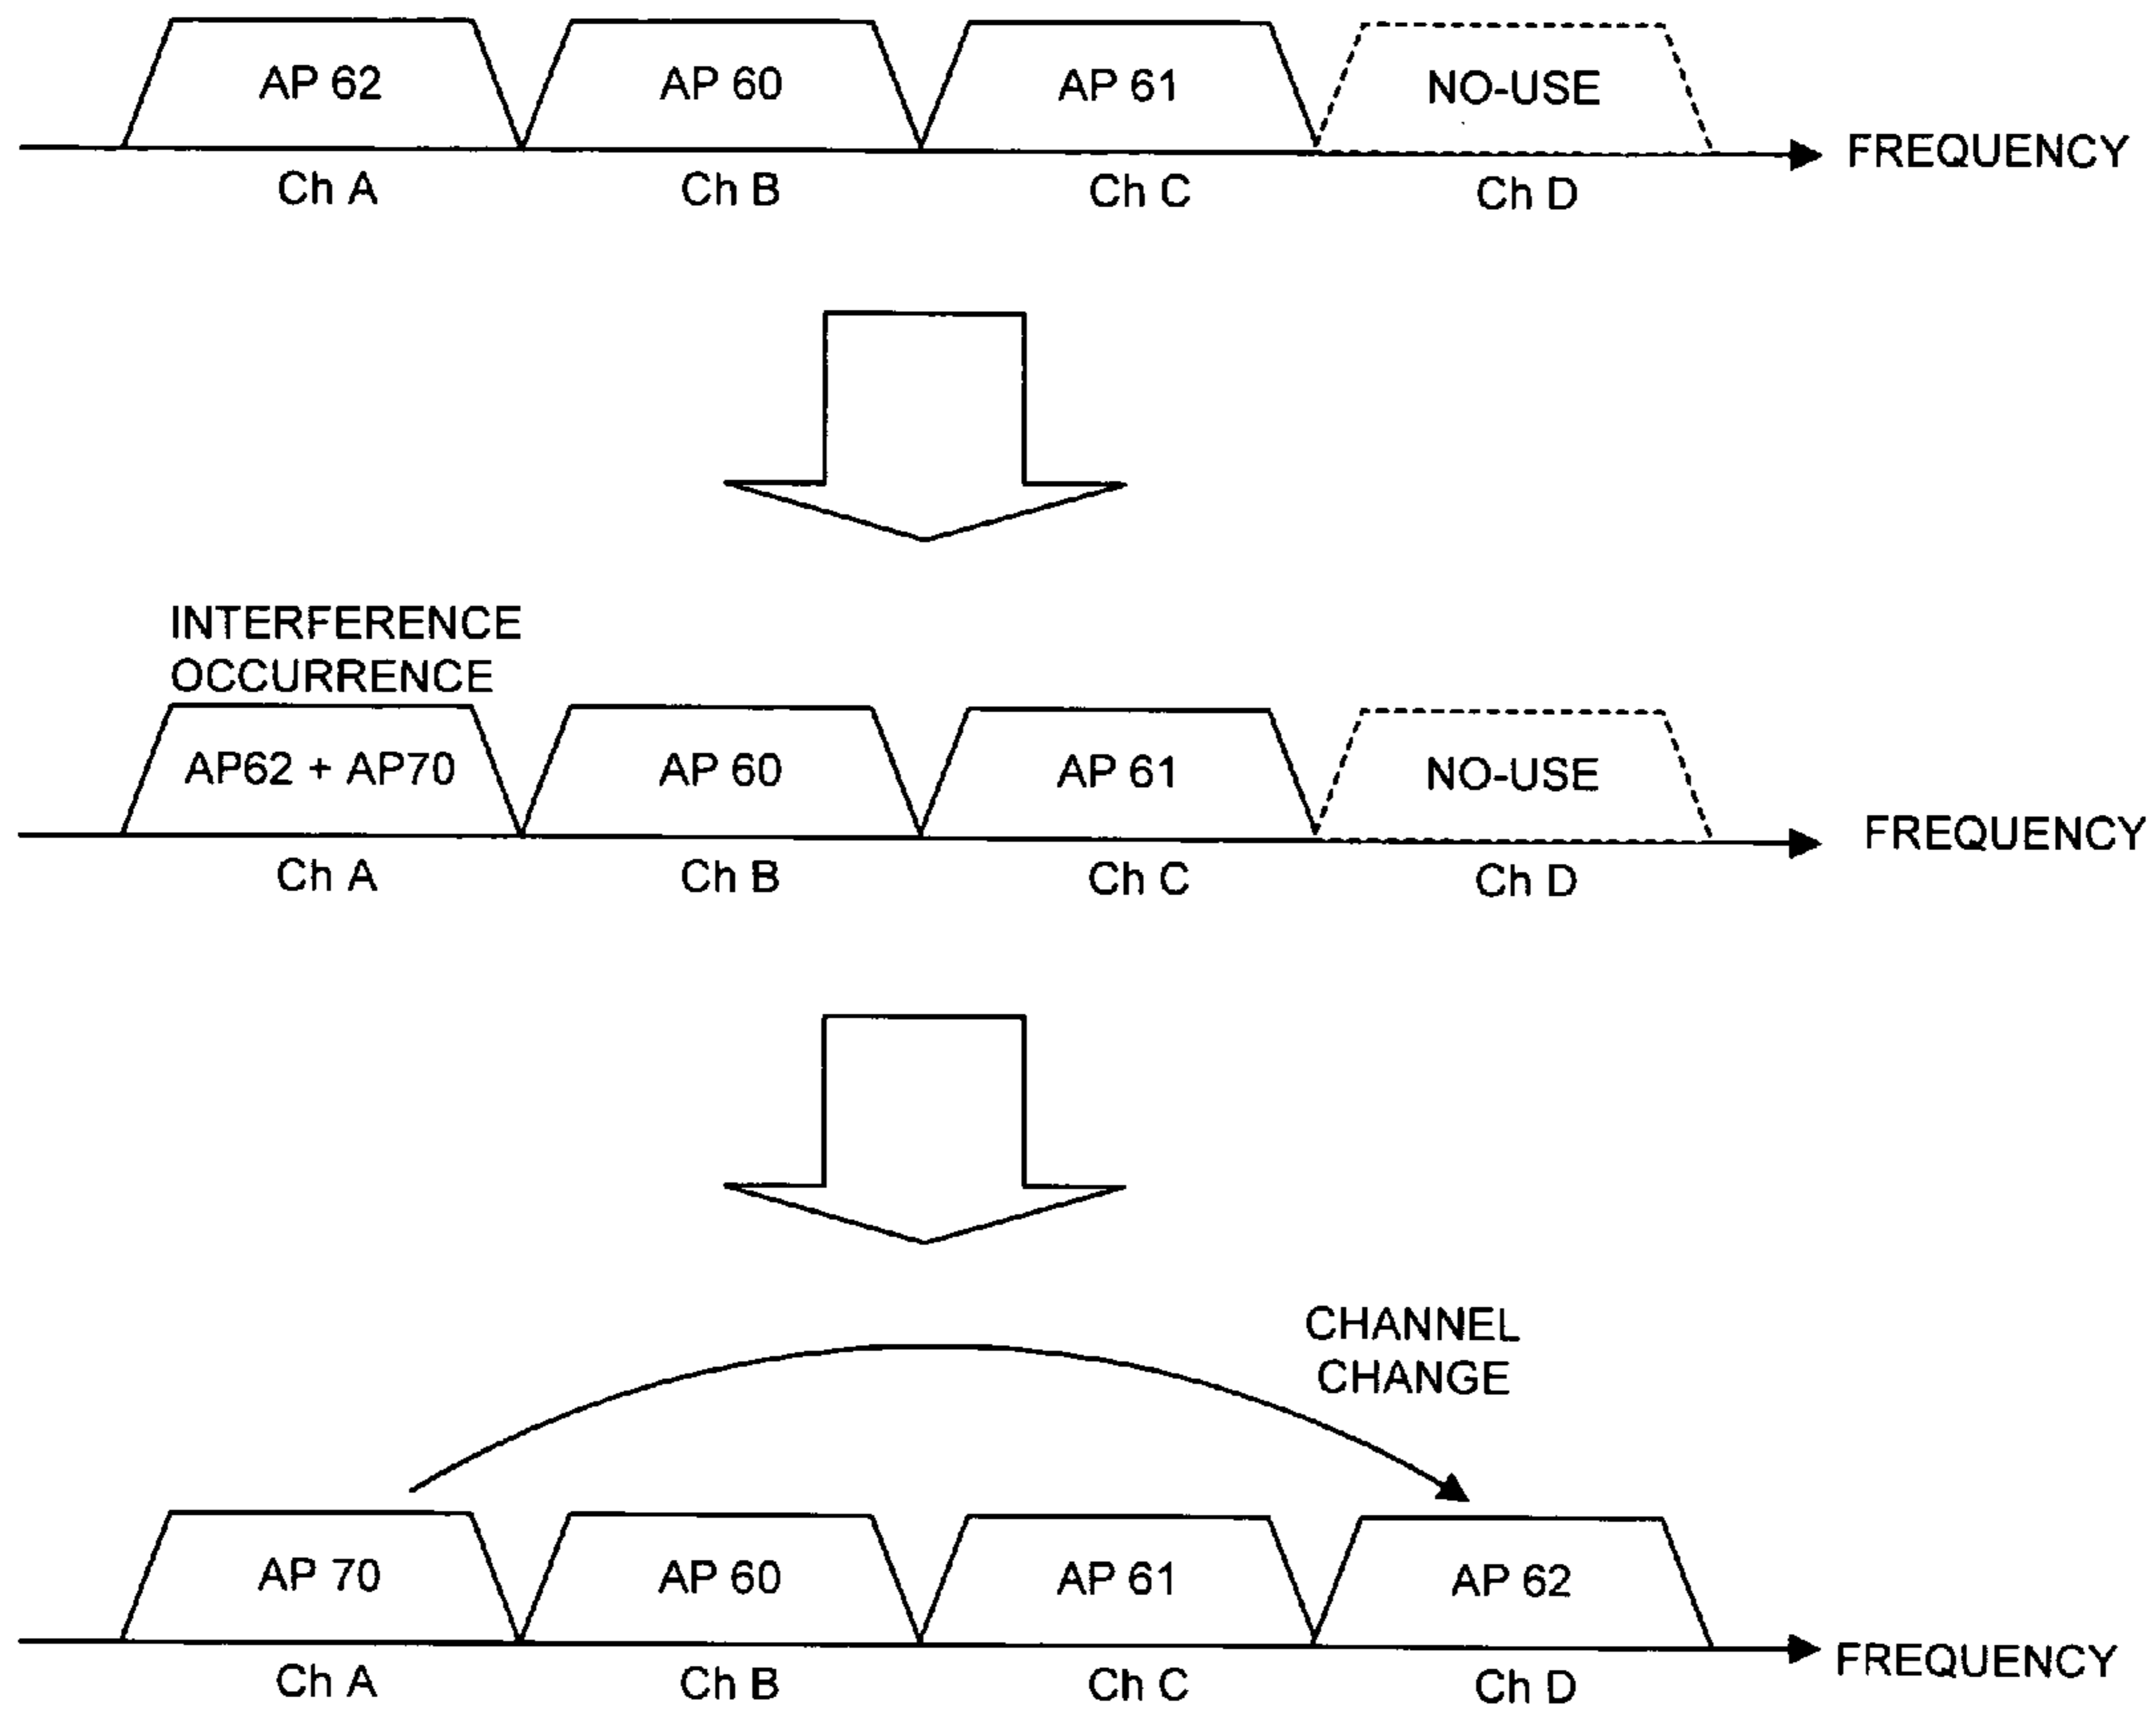 AP 62
AP 60
AP 61
NO-USE
FREQUENCY
Ch A
Ch B
Ch C
Ch D
INTERFERENCE
OCCURRENCE
AP62 + AP70
AP 60
AP 61
NO-USE
FREQUENCY
Ch A
Ch B
Ch C
Ch D
CHANNEL
CHANGE
AP 70
AP 60
AP 61
AP 62
FREQUENCY
Ch A
Ch B
Ch C
Ch D